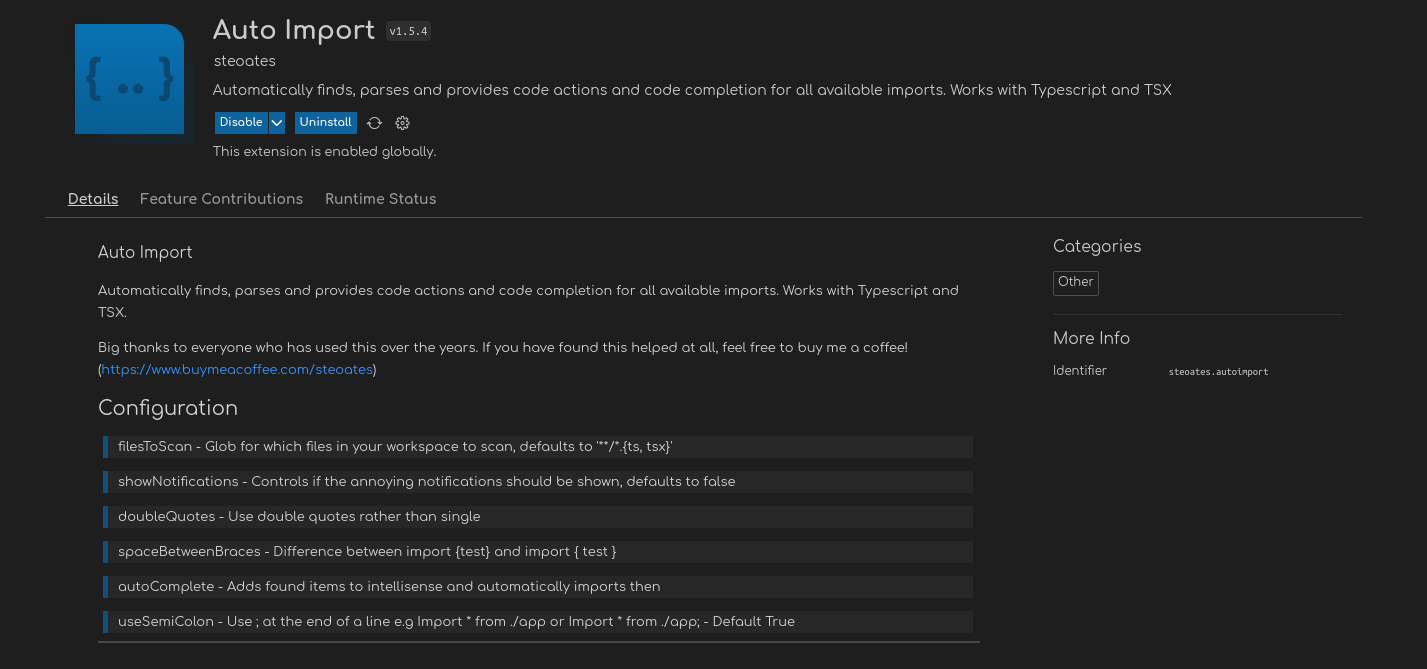 { .. }
Auto Import v1.5.4
steoates
Automatically finds, parses and provides code actions and code completion for all available imports. Works with Typescript and TSX
Disable Uninstall
This extension is enabled globally.
Details Feature Contributions Runtime Status
Auto Import
Automatically finds, parses and provides code actions and code completion for all available imports. Works with Typescript and
TSX.
Big thanks to everyone who has used this over the years. If you have found this helped at all, feel free to buy me a coffee!
(https://www.buymeacoffee.com/steoates)
Configuration
filesToScan - Glob for which files in your workspace to scan, defaults to '**/*.{ts, tsx}'
showNotifications - Controls if the annoying notifications should be shown, defaults to false
doubleQuotes - Use double quotes rather than single
spaceBetweenBraces - Difference between import {test} and import { test }
autoComplete - Adds found items to intellisense and automatically imports then
useSemiColon - Use ; at the end of a line e.g Import * from ./app or Import * from ./app; - Default True
Categories
Other
More Info
Identifier steoates.autoimport